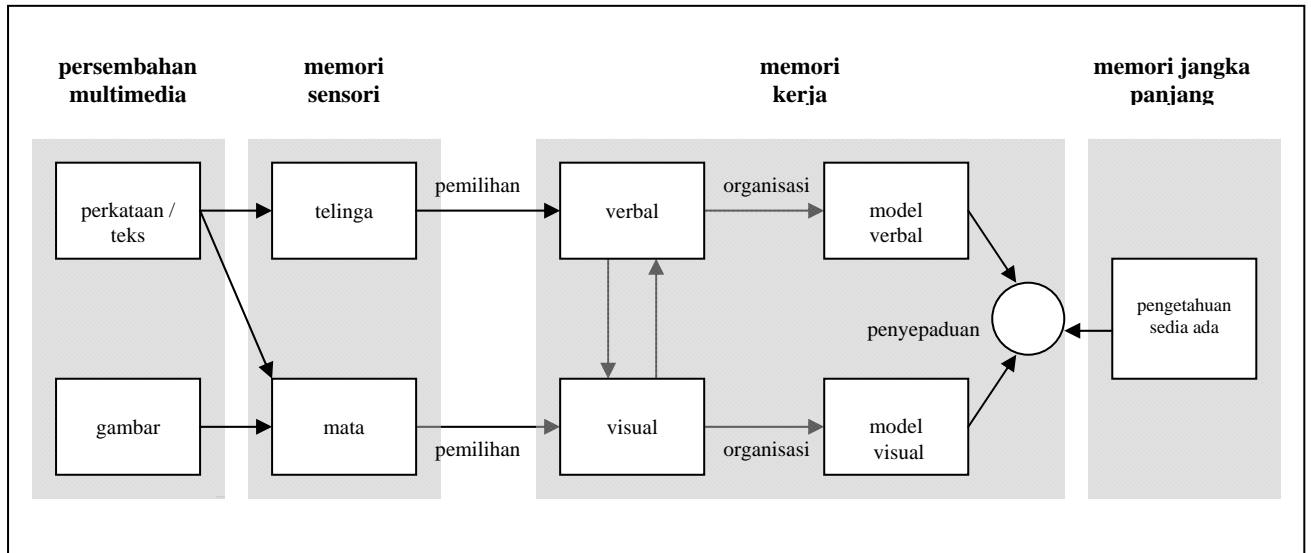 persembahan
multimedia
memori
sensori
memori
kerja
memori jangka
panjang
perkataan /
teks
telinga
pemilihan
verbal
organisasi
model
verbal
penyepaduan
pengetahuan
sedia ada
gambar
mata
pemilihan
visual
organisasi
model
visual